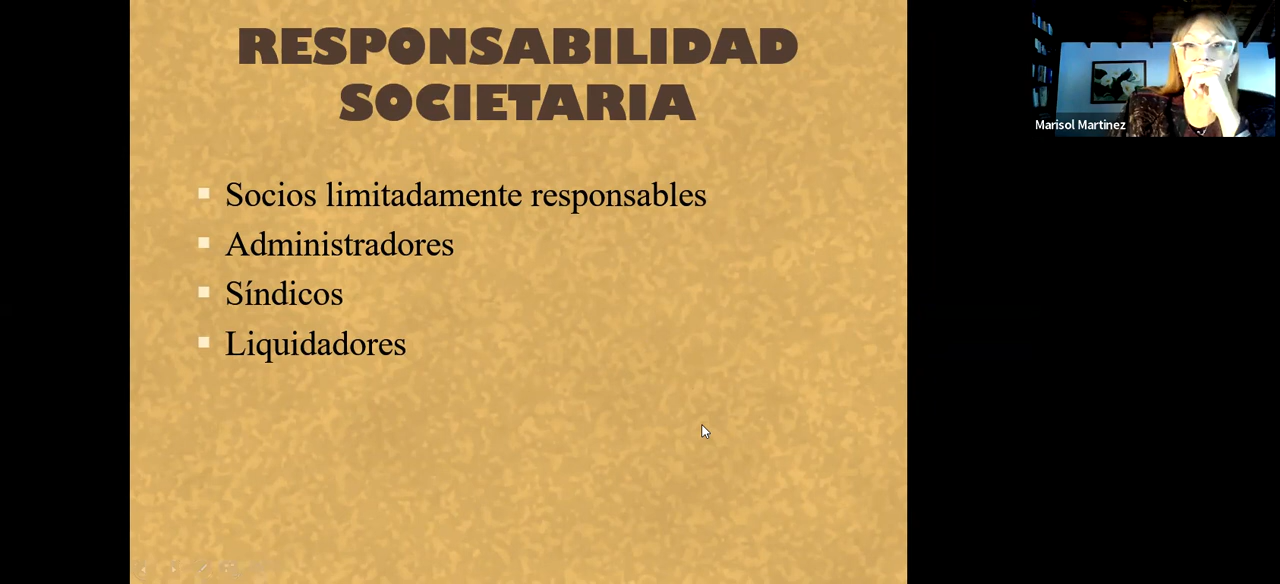 RESPONSABILIDAD
SOCIETARIA
Socios limitadamente responsables
Administradores
Síndicos
Liquidadores
Marisol Martinez